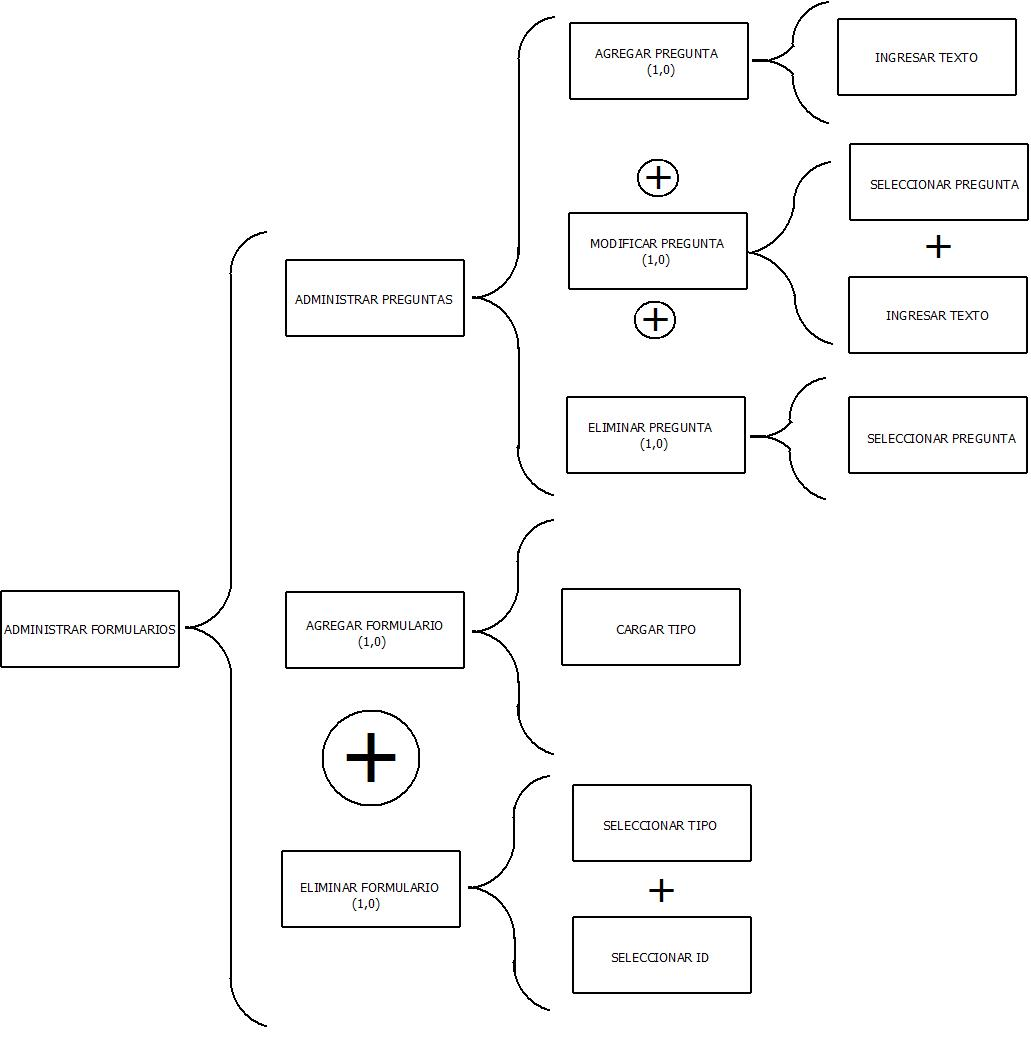 AGREGAR PREGUNTA
(1,0)
INGRESAR TEXTO
+
MODIFICAR PREGUNTA
(1,0)
SELECCIONAR PREGUNTA
+
INGRESAR TEXTO
ADMINISTRAR PREGUNTAS
+
ELIMINAR PREGUNTA
(1,0)
SELECCIONAR PREGUNTA
ADMINISTRAR FORMULARIOS
AGREGAR FORMULARIO
(1,0)
CARGAR TIPO
+
ELIMINAR FORMULARIO
(1,0)
SELECCIONAR TIPO
+
SELECCIONAR ID